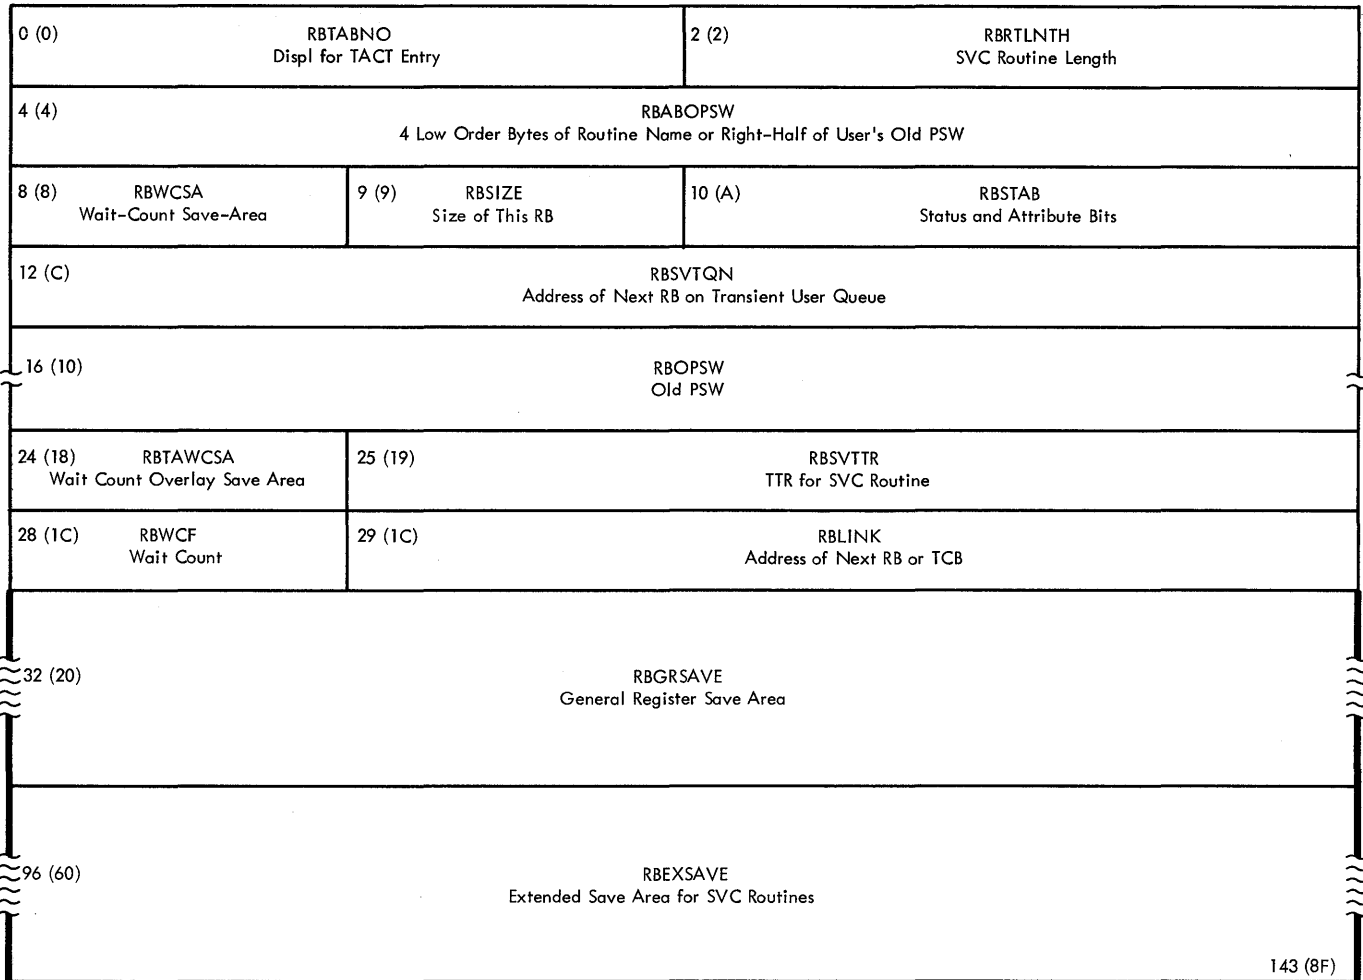 0 (0) RBTABNO
Displ for TACT Entry
2 (2) RBRTLNTH
SVC Routine Length
4 (4) RBABOPSW
4 Low Order Bytes of Routine Name or Right-Half of User's Old PSW
8 (8) RBWCSA
Wait-Count Save-Area
9 (9) RBSIZE
Size of This RB
10 (A) RBSTAB
Status and Attribute Bits
12 (C) RBSVTQN
Address of Next RB on Transient User Queue
16 (10) RBOPSW
Old PSW
24 (18) RBTAWCSA
Wait Count Overlay Save Area
25 (19) RBSVTTR
TTR for SVC Routine
28 (1C) RBWCF
Wait Count
29 (1C) RBLINK
Address of Next RB or TCB
32 (20) RBGRSAVE
General Register Save Area
96 (60) RBEXSAVE
Extended Save Area for SVC Routines
143 (8F)